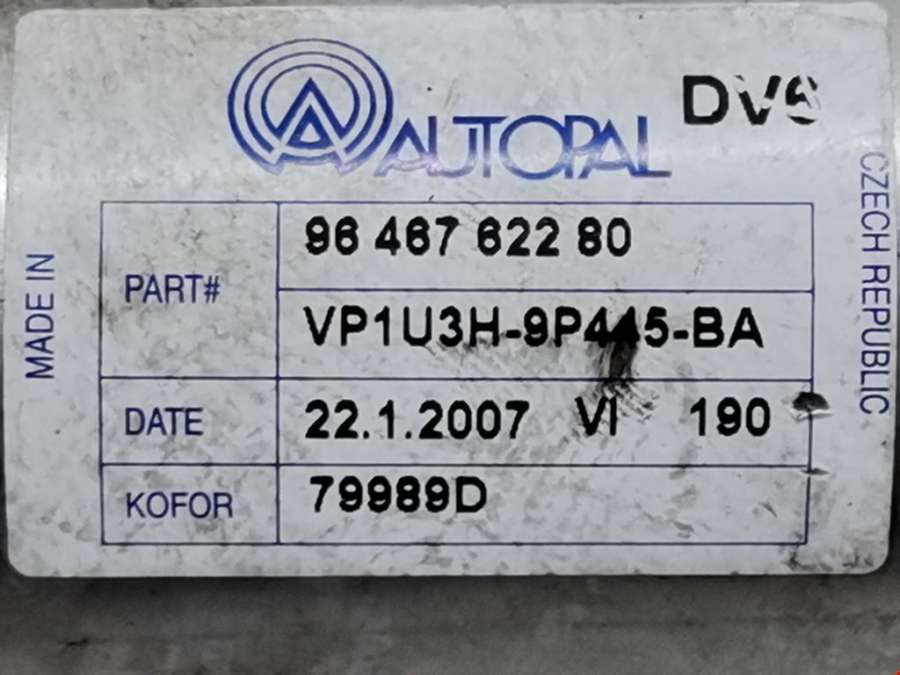 AUTOPAL
DV6
MADE IN
CZECH REPUBLIC
PART#
96 467 622 80
VP1U3H-9P445-BA
DATE
22.1.2007 VI 190
KOFOR
79989D